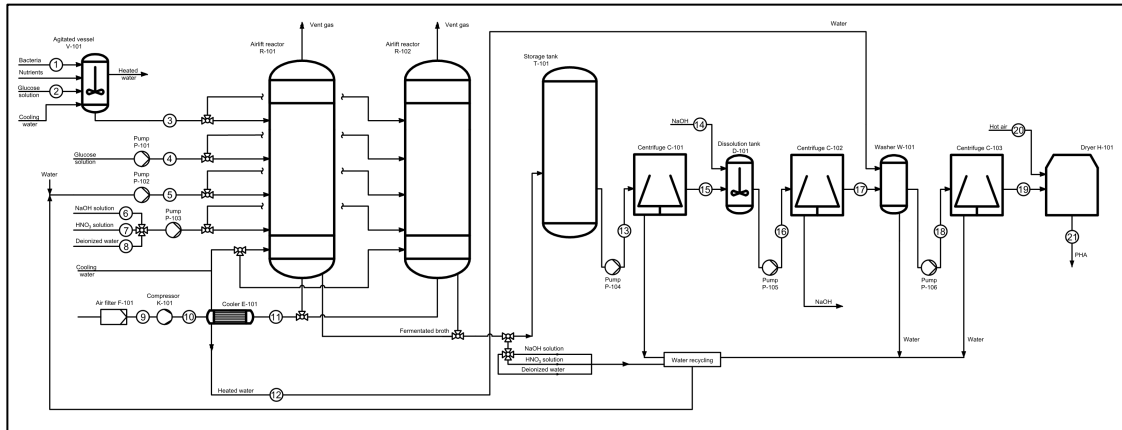 Agitated vessel
V-101
Bacteria
1
Nutrients
Glucose
solution
2
Cooling
water
Heated
water
3
Vent gas
Airlift reactor
R-101
Vent gas
Airlift reactor
R-102
Water
Storage tank
T-101
Pump
P-101
Glucose
solution
4
Water
Pump
P-102
5
NaOH solution
6
HNO3 solution
7
Deionized water
8
Pump
P-103
Cooling
water
Air filter F-101
9
Compressor
K-101
10
Cooler E-101
11
Heated water
12
Fermentated broth
NaOH solution
HNO3 solution
Deionized water
Water recycling
Pump
P-104
13
Centrifuge C-101
NaOH
14
15
Dissolution tank
D-101
Pump
P-105
16
Centrifuge C-102
NaOH
17
Washer W-101
Water
Pump
P-106
18
Centrifuge C-103
Water
19
Hot air
20
Dryer H-101
21
PHA